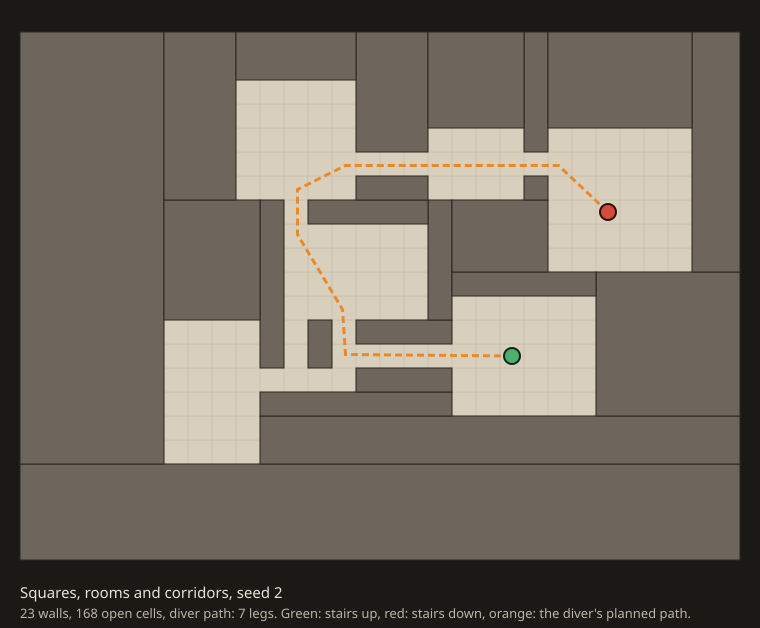 Squares, rooms and corridors, seed 2
23 walls, 168 open cells, diver path: 7 legs. Green: stairs up, red: stairs down, orange: the diver's planned path.